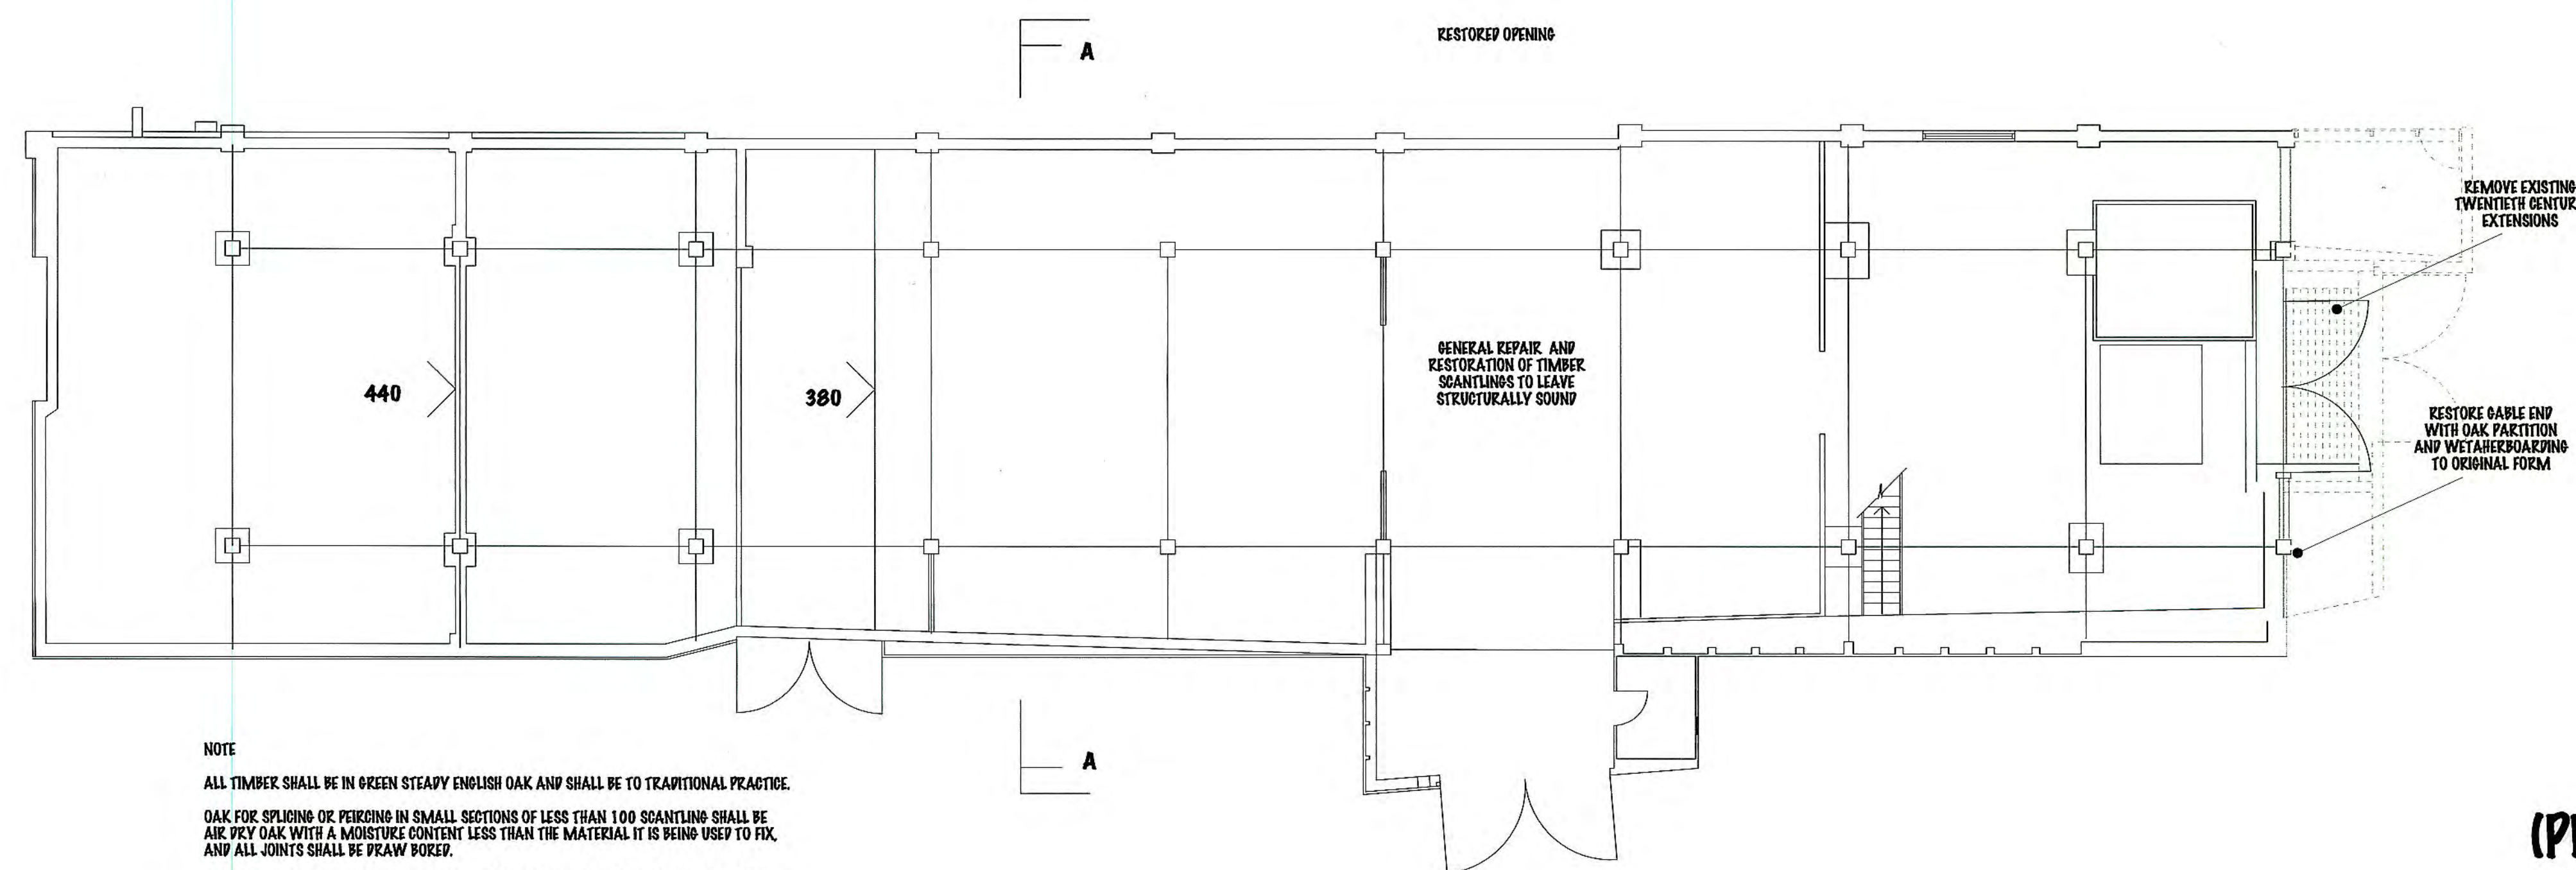 A
RESTORED OPENING
REMOVE EXISTING
TWENTIETH CENTUR
EXTENSIONS
440
380
GENERAL REPAIR AND
RESTORATION OF TIMBER
SCANTLINGS TO LEAVE
STRUCTURALLY SOUND
RESTORE GABLE END
WITH OAK PARTITION
AND WETAHERBOARDING
TO ORIGINAL FORM
A
NOTE
ALL TIMBER SHALL BE IN GREEN STEADY ENGLISH OAK AND SHALL BE TO TRADITIONAL PRACTICE.
OAK FOR SPLICING OR PEIRCING IN SMALL SECTIONS OF LESS THAN 100 SCANTLING SHALL BE
AIR DRY OAK WITH A MOISTURE CONTENT LESS THAN THE MATERIAL IT IS BEING USED TO FIX,
AND ALL JOINTS SHALL BE DRAW BORED.